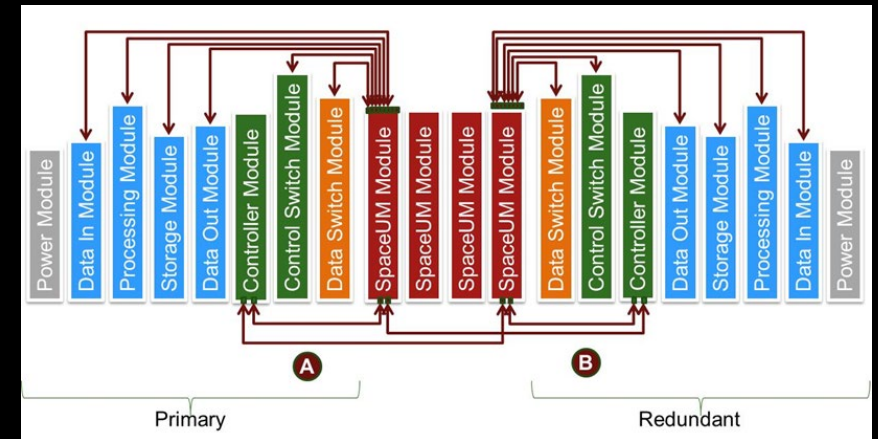 Power Module
Data In Module
Processing Module
Storage Module
Data Out Module
Controller Module
Control Switch Module
Data Switch Module
SpaceUM Module
SpaceUM Module
SpaceUM Module
SpaceUM Module
Data Switch Module
Control Switch Module
Controller Module
Data Out Module
Storage Module
Processing Module
Data In Module
Power Module
A
B
Primary
Redundant